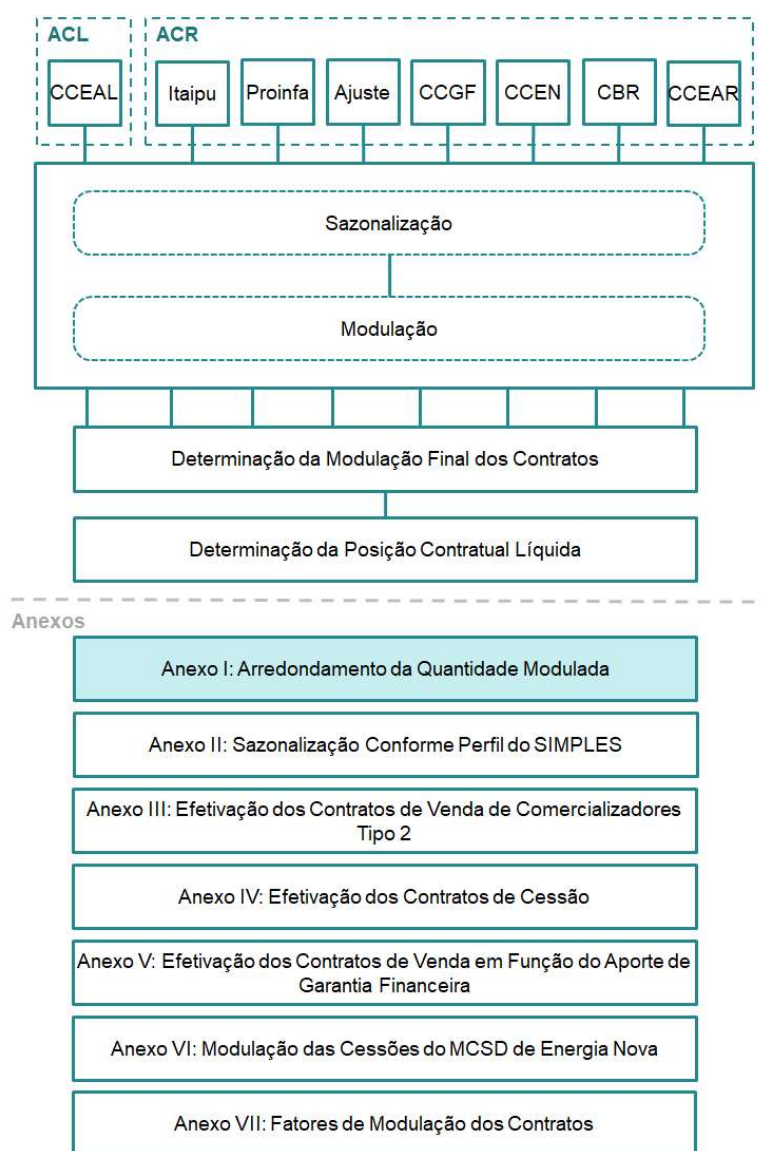 ACL
ACR
CCEAL
Itaipu
Proinfa
Ajuste
CCGF
CCEN
CBR
CCEAR
Sazonalização
Modulação
Determinação da Modulação Final dos Contratos
Determinação da Posição Contratual Líquida
Anexos
Anexo I: Arredondamento da Quantidade Modulada
Anexo II: Sazonalização Conforme Perfil do SIMPLES
Anexo III: Efetivação dos Contratos de Venda de Comercializadores
Tipo 2
Anexo IV: Efetivação dos Contratos de Cessão
Anexo V: Efetivação dos Contratos de Venda em Função do Aporte de
Garantia Financeira
Anexo VI: Modulação das Cessões do MCSD de Energia Nova
Anexo VII: Fatores de Modulação dos Contratos